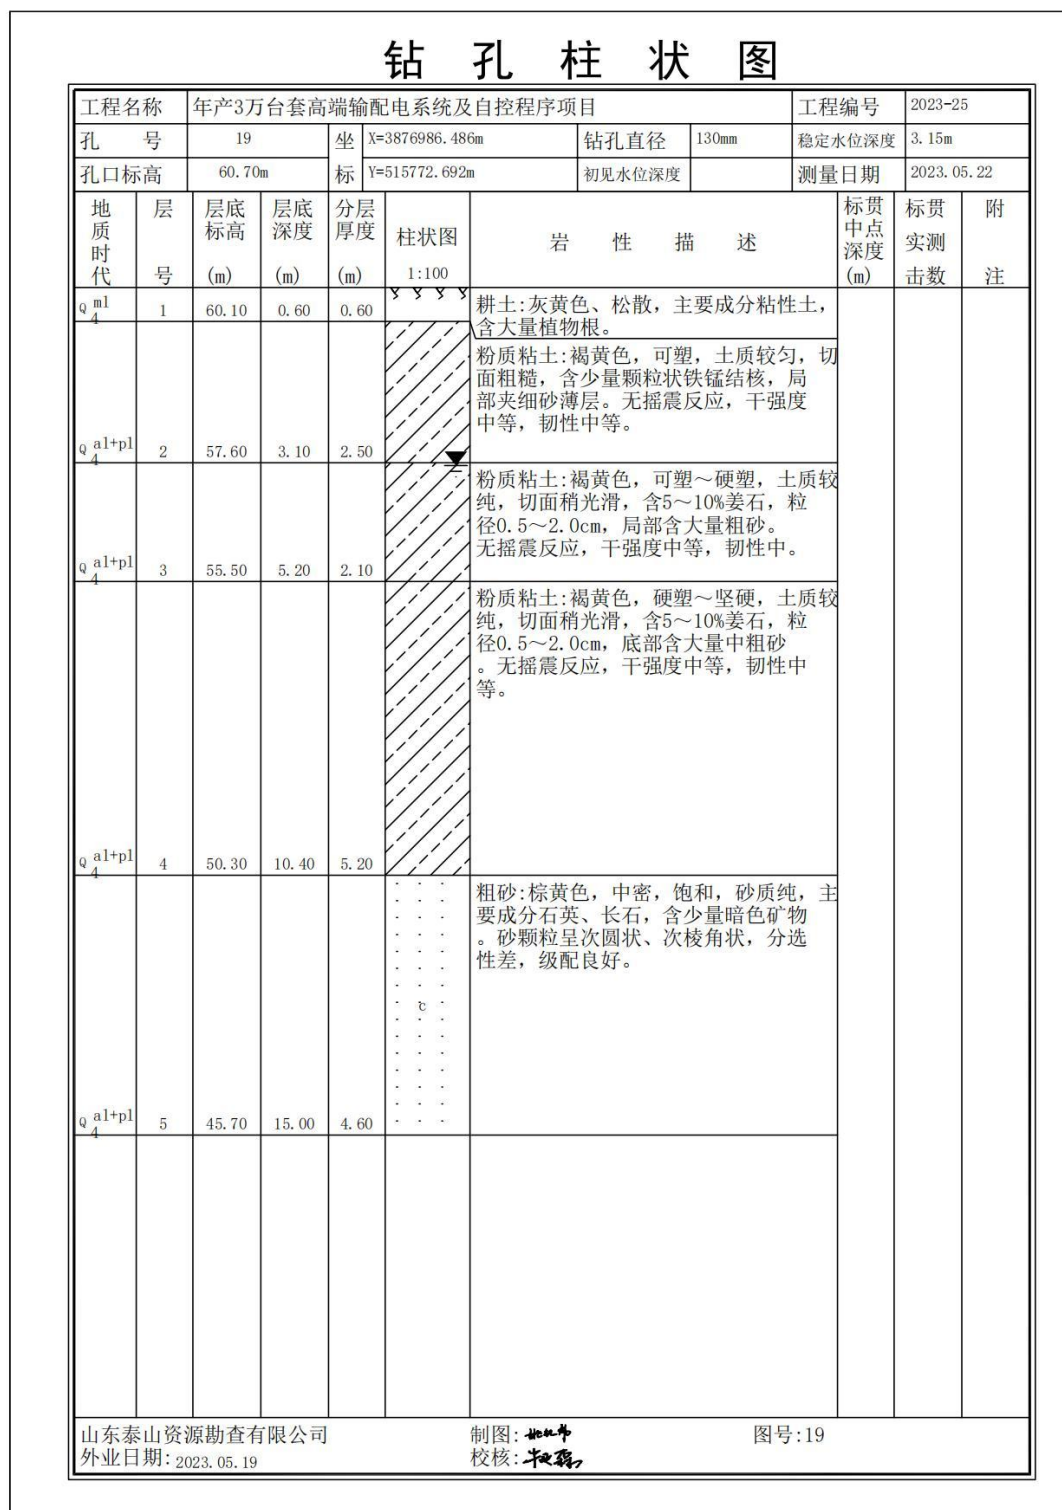 钻 孔 柱 状 图
工程名称 年产3万台套高端输配电系统及自控程序项目 工程编号 2023-25
孔 号 19 坐 X=3876986.486m 钻孔直径 130mm 稳定水位深度 3.15m
孔口标高 60.70m 标 Y=515772.692m 初见水位深度 测量日期 2023.05.22
地质时代 层号 层底标高(m) 层底深度(m) 分层厚度(m) 柱状图1:100 岩 性 描 述 标贯中点深度(m) 标贯实测击数 附注
Q4 ml 1 60.10 0.60 0.60
耕土:灰黄色、松散，主要成分粘性土，
含大量植物根。
粉质粘土:褐黄色，可塑，土质较匀，切
面粗糙，含少量颗粒状铁锰结核，局
部夹细砂薄层。无摇震反应，干强度
中等，韧性中等。
Q4 al+pl 2 57.60 3.10 2.50
粉质粘土:褐黄色，可塑～硬塑，土质较
纯，切面稍光滑，含5～10%姜石，粒
径0.5～2.0cm，局部含大量粗砂。
无摇震反应，干强度中等，韧性中。
Q4 al+pl 3 55.50 5.20 2.10
粉质粘土:褐黄色，硬塑～坚硬，土质较
纯，切面稍光滑，含5～10%姜石，粒
径0.5～2.0cm，底部含大量中粗砂
。无摇震反应，干强度中等，韧性中
等。
Q4 al+pl 4 50.30 10.40 5.20
粗砂:棕黄色，中密，饱和，砂质纯，主
要成分石英、长石，含少量暗色矿物
。砂颗粒呈次圆状、次棱角状，分选
性差，级配良好。
c
Q4 al+pl 5 45.70 15.00 4.60
山东泰山资源勘查有限公司 制图: 图号:19
外业日期:2023.05.19 校核: